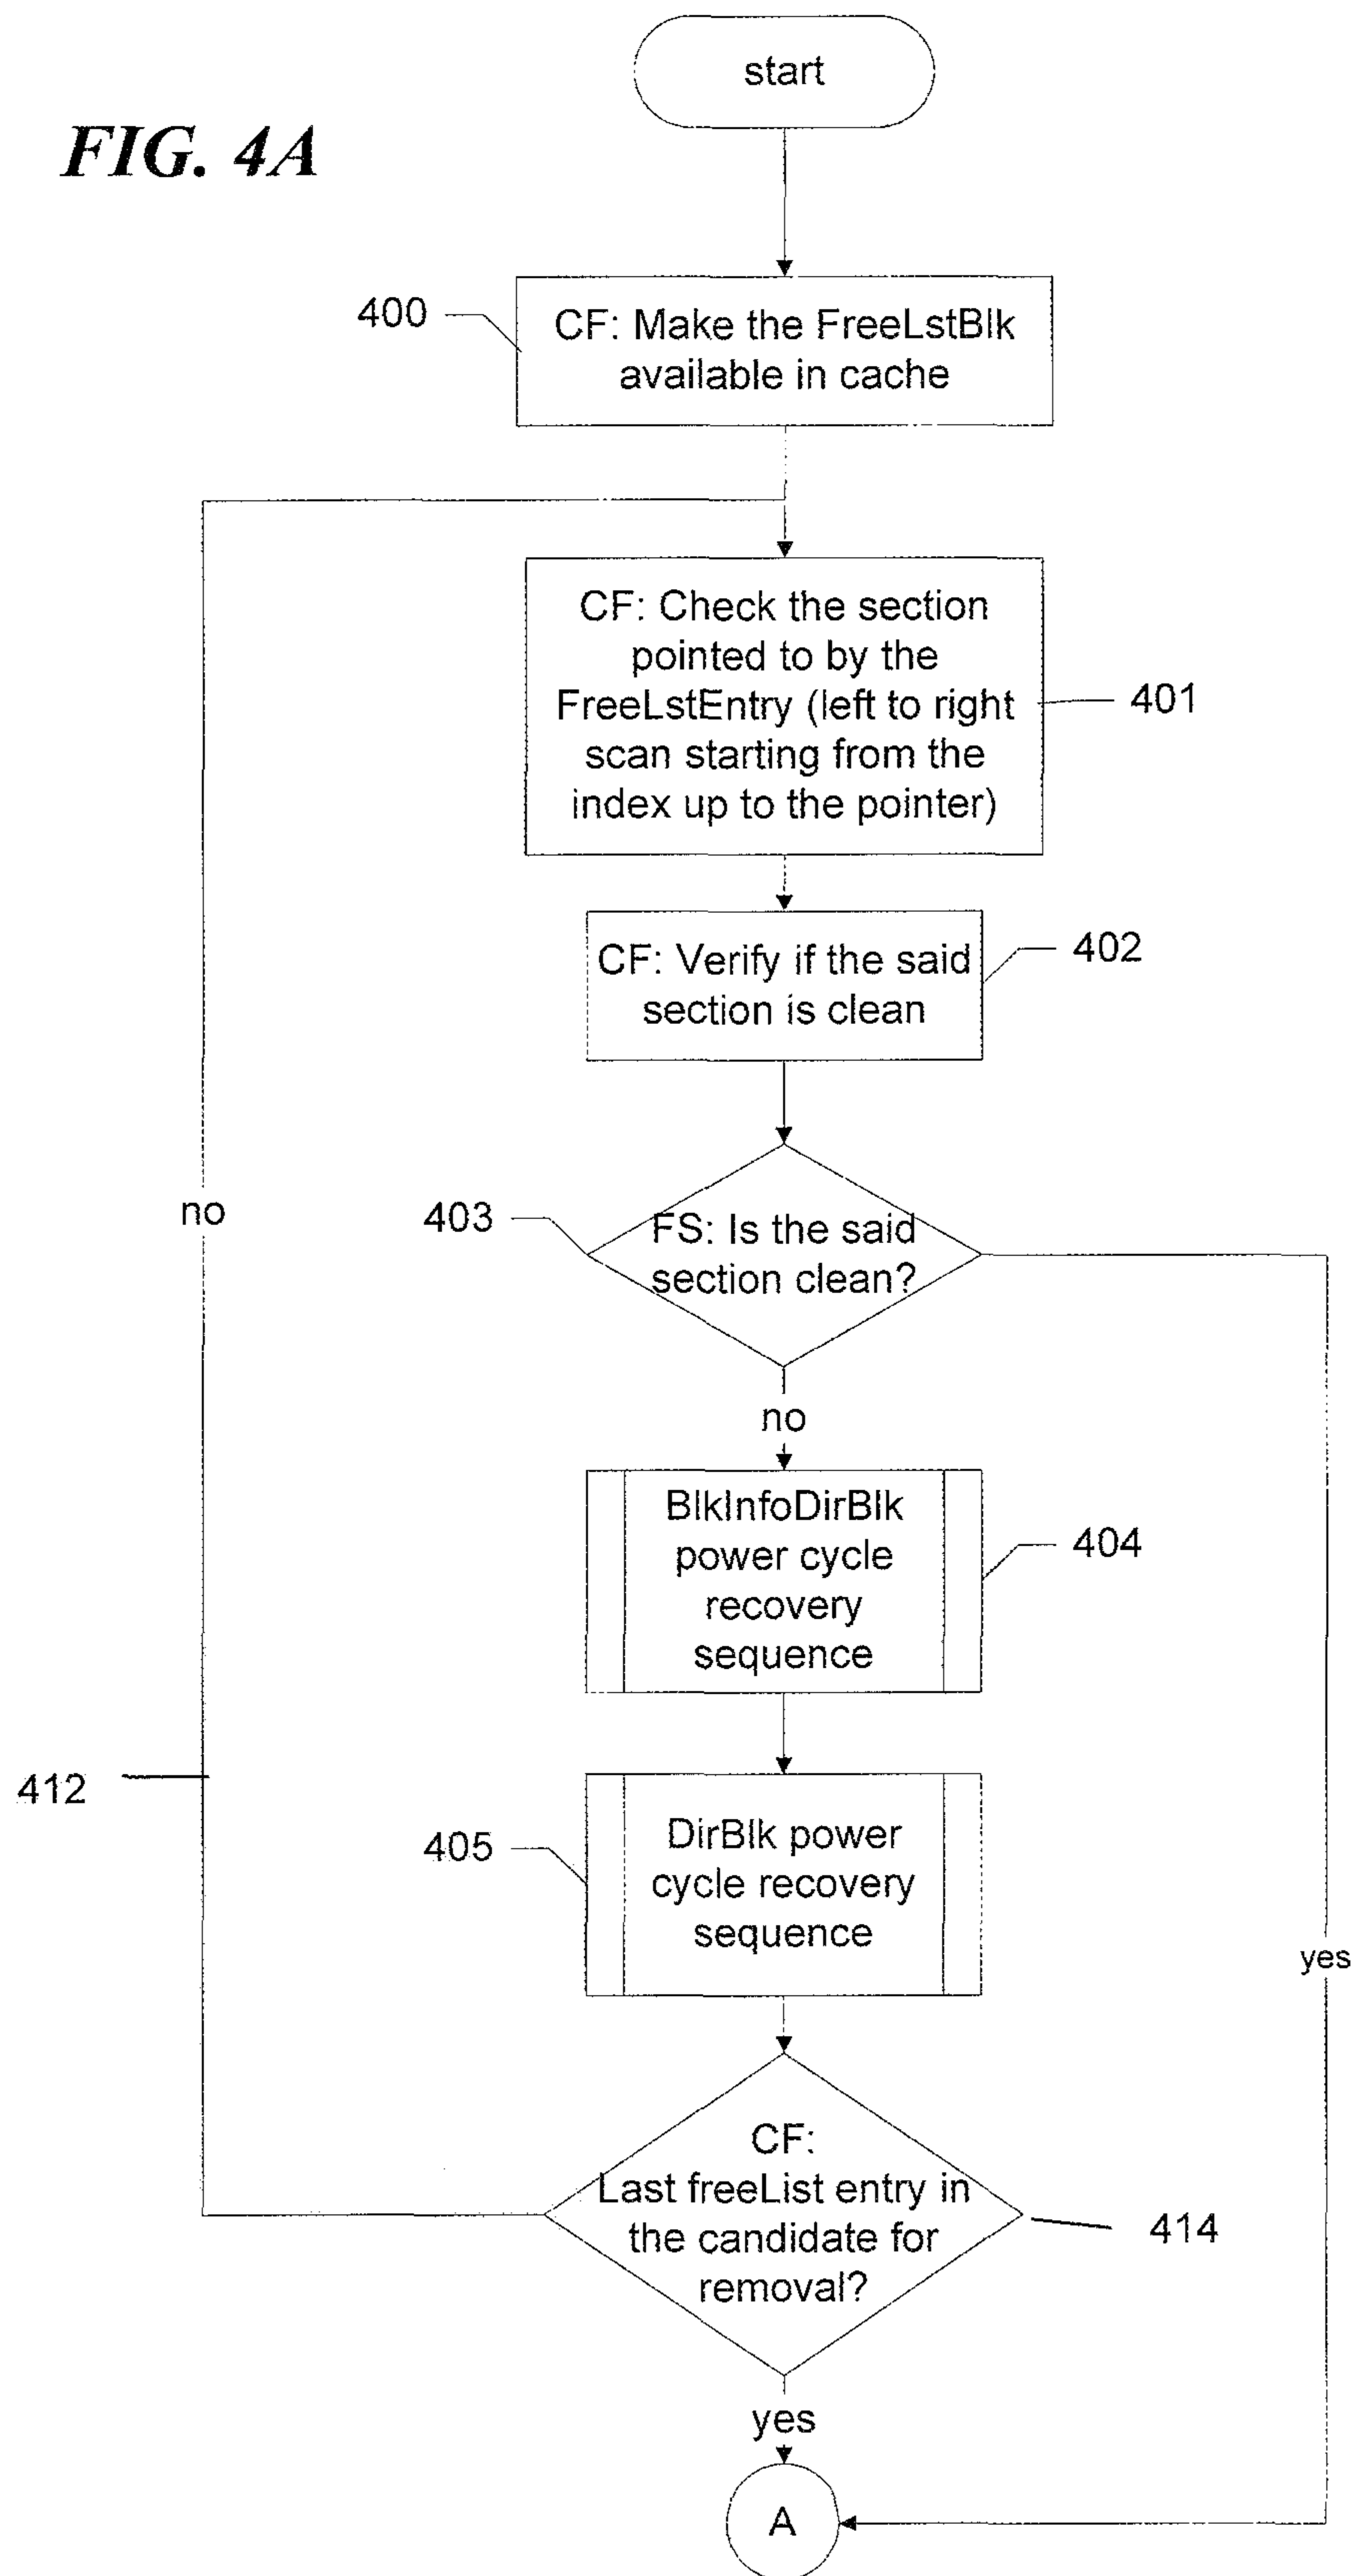 start
FIG. 4A
400
CF: Make the FreeLstBlk
available in cache
CF: Check the section
pointed to by the
FreeLstEntry (left to right
scan starting from the
index up to the pointer)
401
CF: Verify if the said
section is clean
402
no
403
FS: Is the said
section clean?
no
BlkInfoDirBlk
power cycle
recovery
sequence
404
412
405
DirBlk power
cycle recovery
sequence
yes
CF:
Last freeList entry in
the candidate for
removal?
414
yes
A